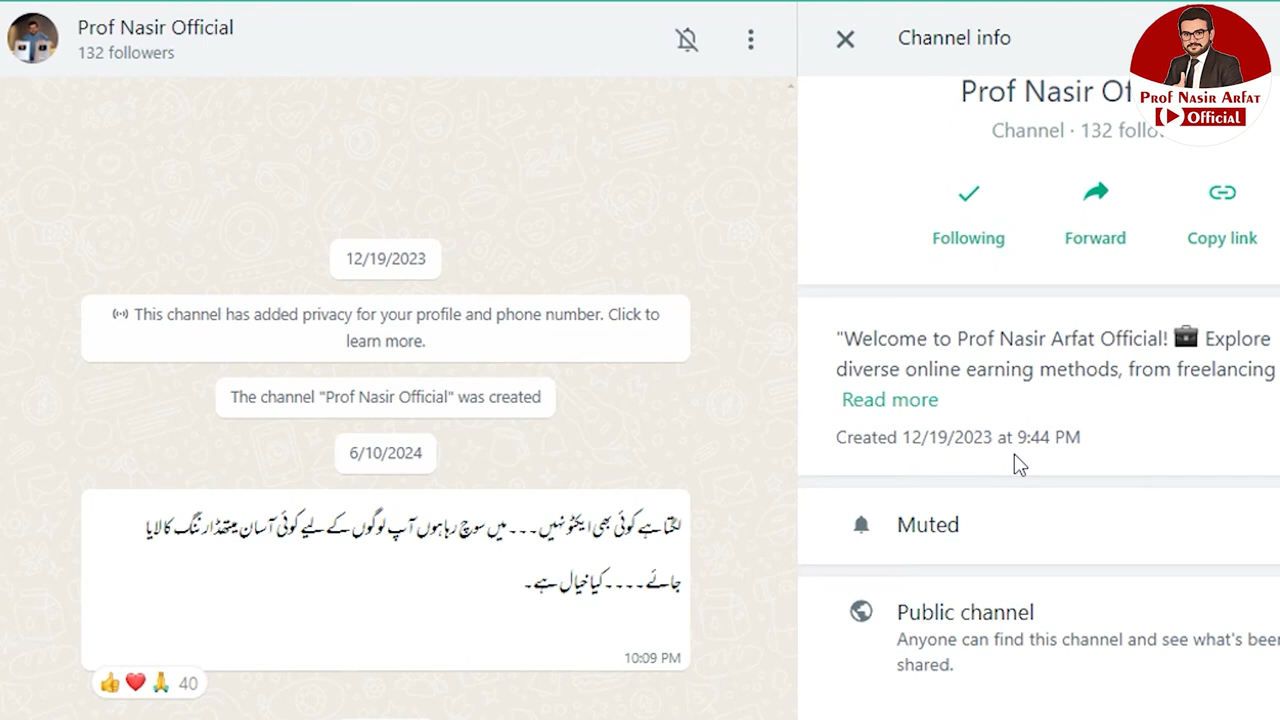 Prof Nasir Official
132 followers
12/19/2023
This channel has added privacy for your profile and phone number. Click to
learn more.
The channel "Prof Nasir Official" was created
6/10/2024
لگتا ہے کوئی بھی ایکٹو نہیں ۔۔۔ میں سوچ رہا ہوں آپ لوگوں کے لیے کوئی آسان میتھڈ ارننگ کا لایا
جائے ۔۔۔۔ کیا خیال ہے ۔
10:09 PM
40
Channel info
Prof Nasir Of
Channel · 132 follo
Following Forward Copy link
"Welcome to Prof Nasir Arfat Official! 💼 Explore
diverse online earning methods, from freelancing
Read more
Created 12/19/2023 at 9:44 PM
Muted
Public channel
Anyone can find this channel and see what's been
shared.
Prof Nasir Arfat
Official